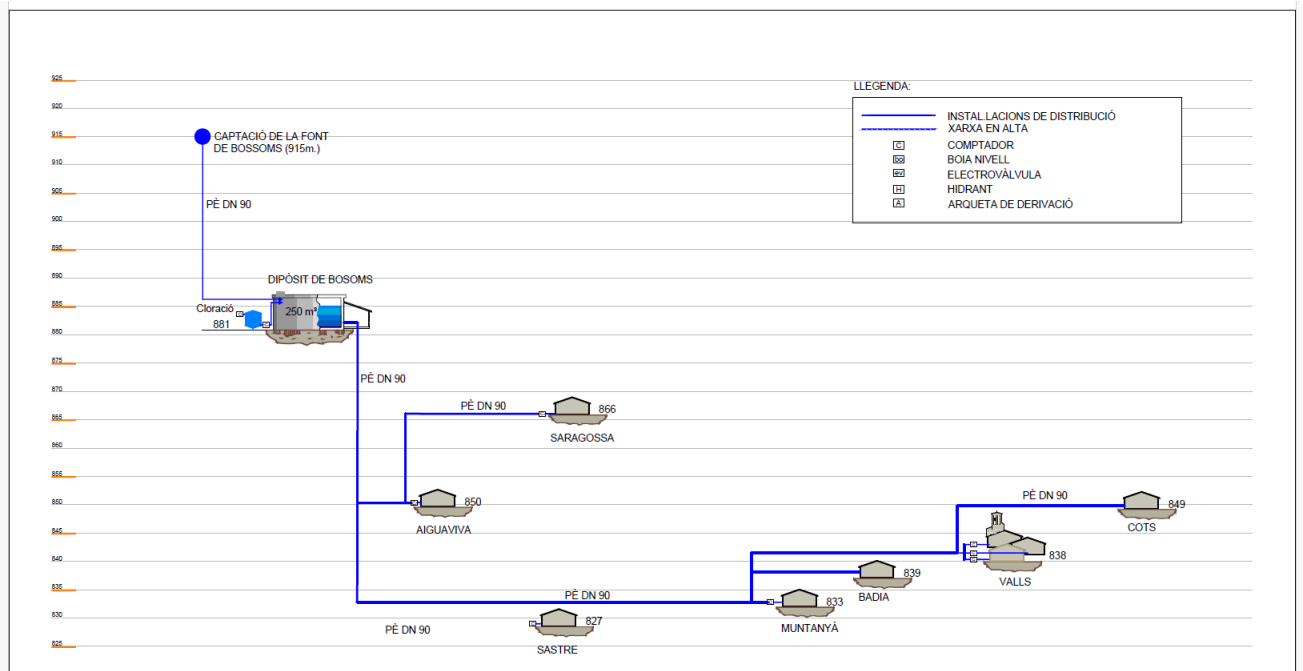 925
920
915
910
905
900
895
890
885
880
875
870
865
860
855
850
845
840
835
830
825
LLEGENDA:
INSTAL.LACIONS DE DISTRIBUCIÓ
XARXA EN ALTA
C COMPTADOR
bo BOIA NIVELL
ev ELECTROVÀLVULA
H HIDRANT
A ARQUETA DE DERIVACIÓ
CAPTACIÓ DE LA FONT
DE BOSSOMS (915m.)
PÈ DN 90
DIPÒSIT DE BOSOMS
Cloració
881
250 m³
PÈ DN 90
PÈ DN 90
866
SARAGOSSA
850
AIGUAVIVA
PÈ DN 90
849
COTS
838
VALLS
839
BADIA
PÈ DN 90
833
MUNTANYÀ
PÈ DN 90
827
SASTRE